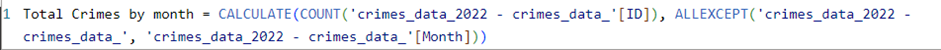 1 Total Crimes by month = CALCULATE(COUNT('crimes_data_2022 - crimes_data_'[ID]), ALLEXCEPT('crimes_data_2022 -
crimes_data_', 'crimes_data_2022 - crimes_data_'[Month]))